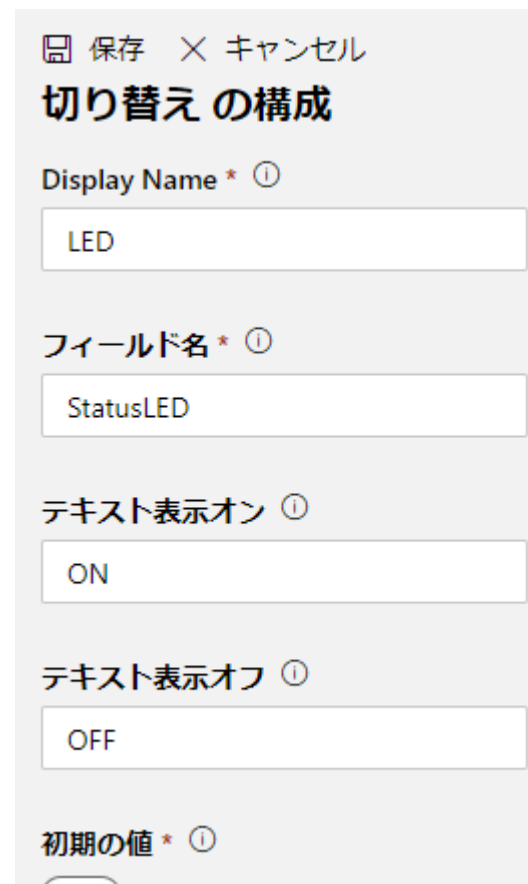 保存 キャンセル
切り替え の構成
Display Name *
LED
フィールド名 *
StatusLED
テキスト表示オン
ON
テキスト表示オフ
OFF
初期の値 *